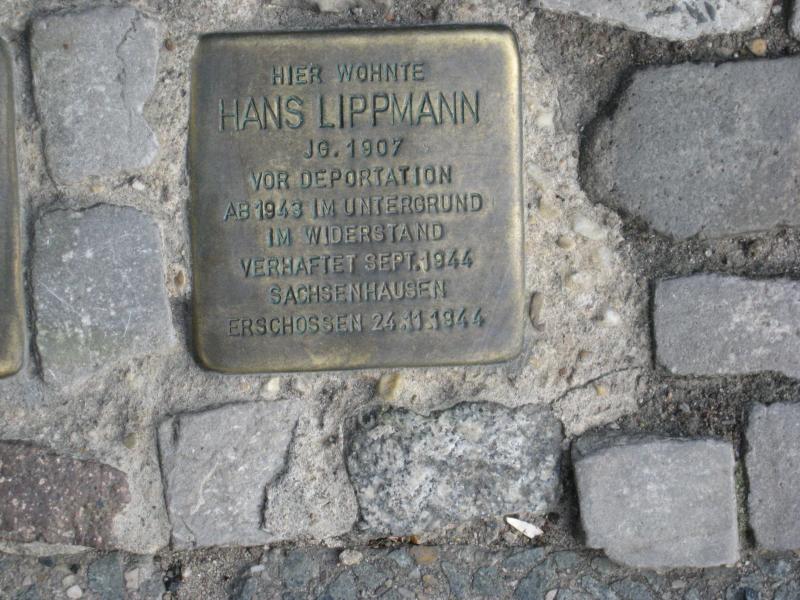 HIER WOHNTE
HANS LIPPMANN
JG. 1907
VOR DEPORTATION
AB 1943 IM UNTERGRUND
IM WIDERSTAND
VERHAFTET SEPT. 1944
SACHSENHAUSEN
ERSCHOSSEN 24.11.1944